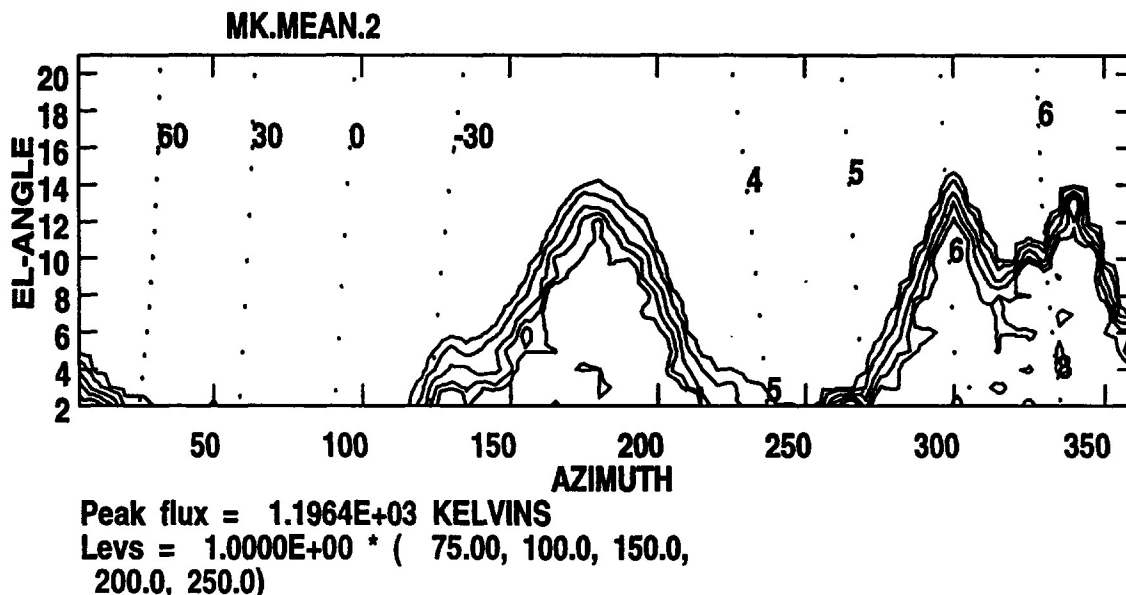 MK.MEAN.2
20
18
16
14
12
10
8
6
4
2
EL-ANGLE
60 30 0 -30
4 5 6
6
5 8
50 100 150 200 250 300 350
AZIMUTH
Peak flux = 1.1964E+03 KELVINS
Levs = 1.0000E+00 * ( 75.00, 100.0, 150.0,
200.0, 250.0)